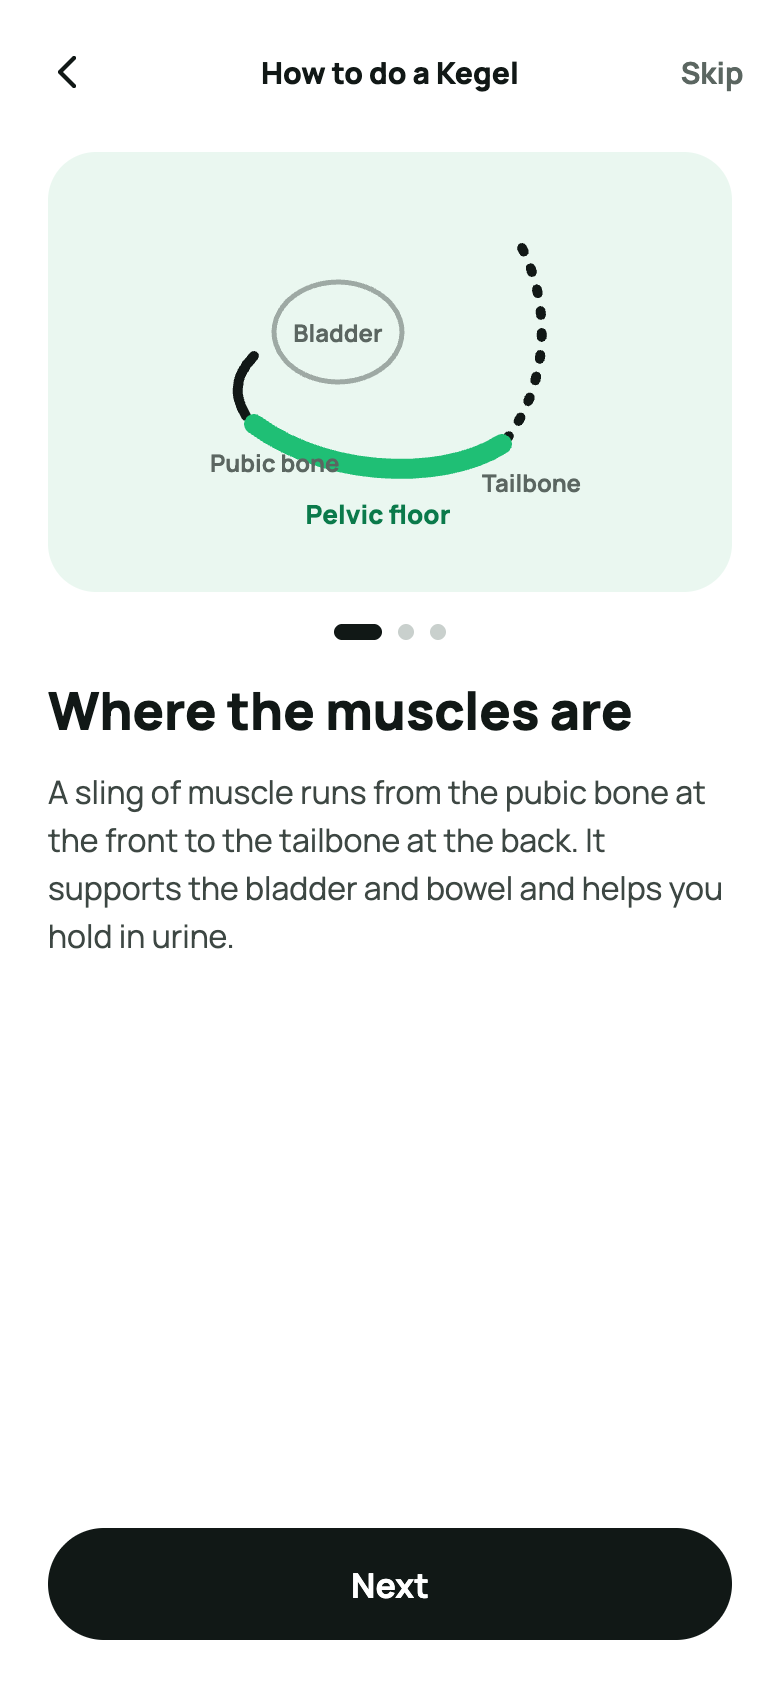 How to do a Kegel
Skip
Bladder
Pubic bone
Tailbone
Pelvic floor
Where the muscles are
A sling of muscle runs from the pubic bone at
the front to the tailbone at the back. It
supports the bladder and bowel and helps you
hold in urine.
Next